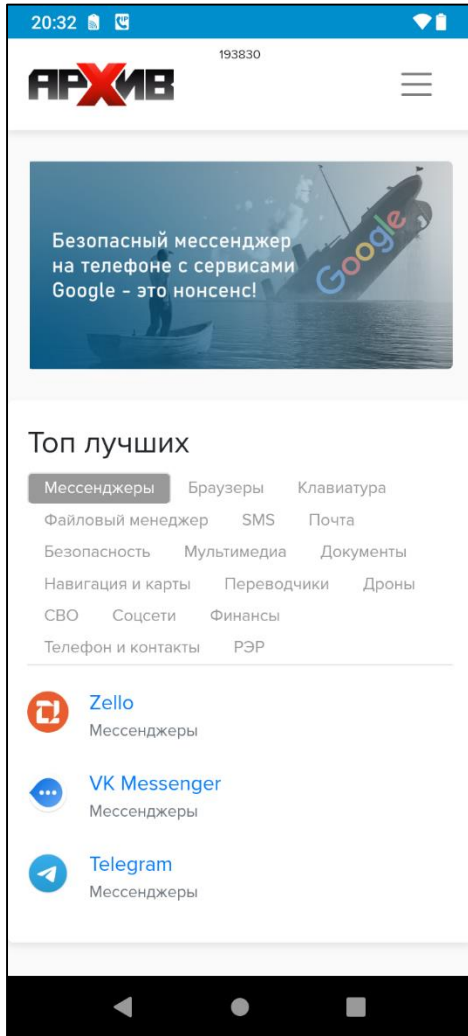 20:32
193830
АРХИВ
Безопасный мессенджер
на телефоне с сервисами
Google - это нонсенс!
Google
Топ лучших
Мессенджеры Браузеры Клавиатура
Файловый менеджер SMS Почта
Безопасность Мультимедиа Документы
Навигация и карты Переводчики Дроны
СВО Соцсети Финансы
Телефон и контакты РЭР
Zello
Мессенджеры
VK Messenger
Мессенджеры
Telegram
Мессенджеры